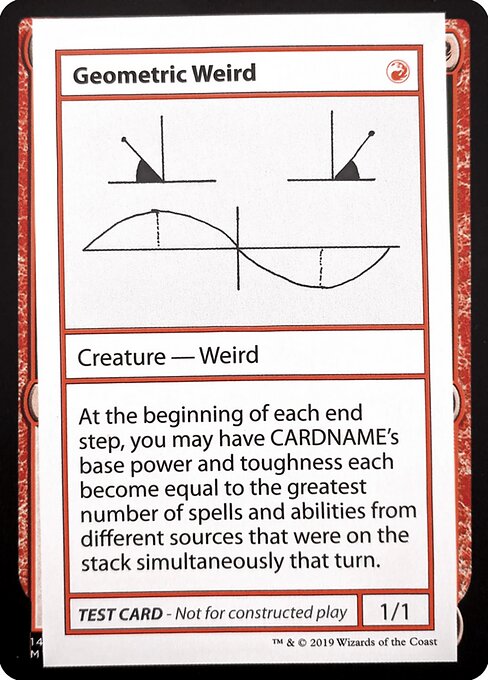 Geometric Weird
Creature — Weird
At the beginning of each end
step, you may have CARDNAME's
base power and toughness each
become equal to the greatest
number of spells and abilities from
different sources that were on the
stack simultaneously that turn.
TEST CARD - Not for constructed play
1/1
™ & © 2019 Wizards of the Coast
14
M